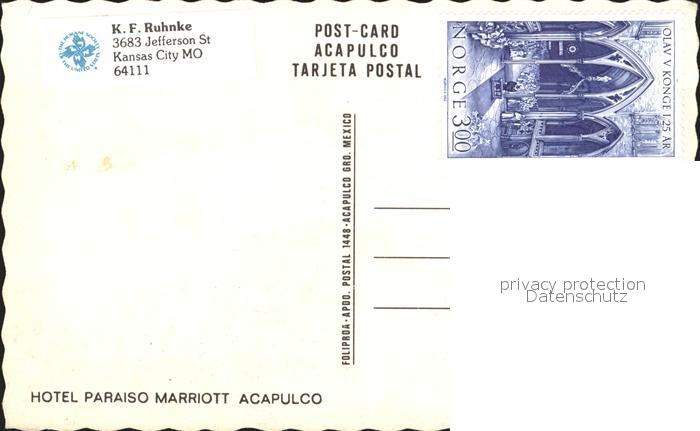 K. F. Ruhnke
3683 Jefferson St
Kansas City MO
64111
POST-CARD
ACAPULCO
TARJETA POSTAL
NORGE 3.00
OLAV V KONGE I 25 ÅR
FOLIPROA·APDO. POSTAL 1448·ACAPULCO GRO. MEXICO
privacy protection
Datenschutz
HOTEL PARAISO MARRIOTT ACAPULCO